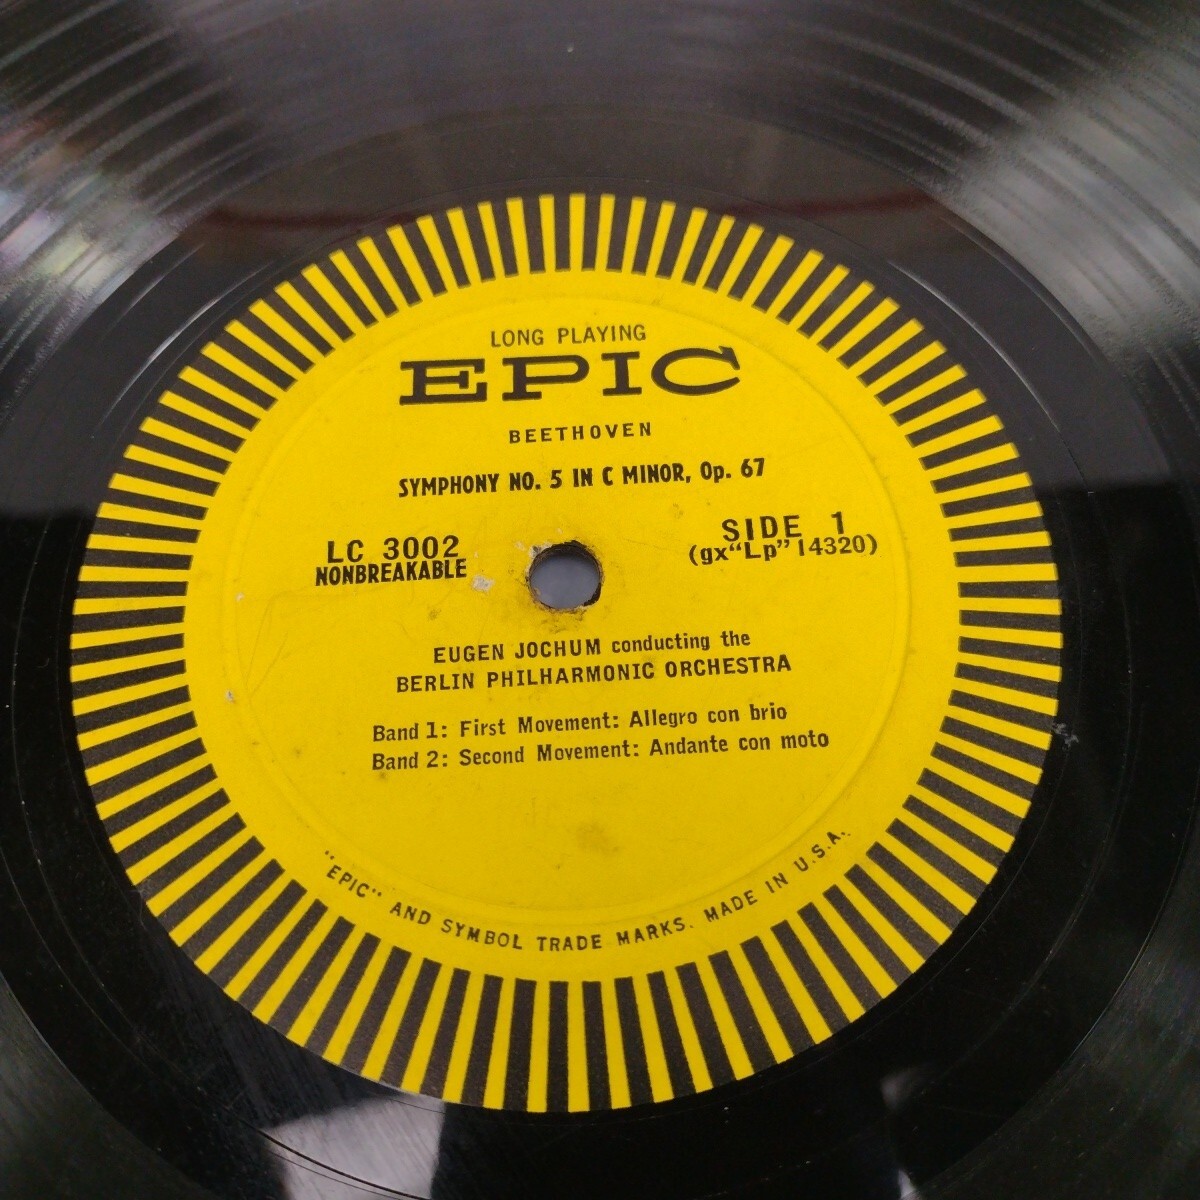 LONG PLAYING
EPIC
BEETHOVEN
SYMPHONY NO. 5 IN C MINOR, Op. 67
LC 3002
NONBREAKABLE
SIDE 1
(gx“Lp”14320)
EUGEN JOCHUM conducting the
BERLIN PHILHARMONIC ORCHESTRA
Band 1: First Movement: Allegro con brio
Band 2: Second Movement: Andante con moto
"EPIC" AND SYMBOL TRADE MARKS. MADE IN U.S.A.